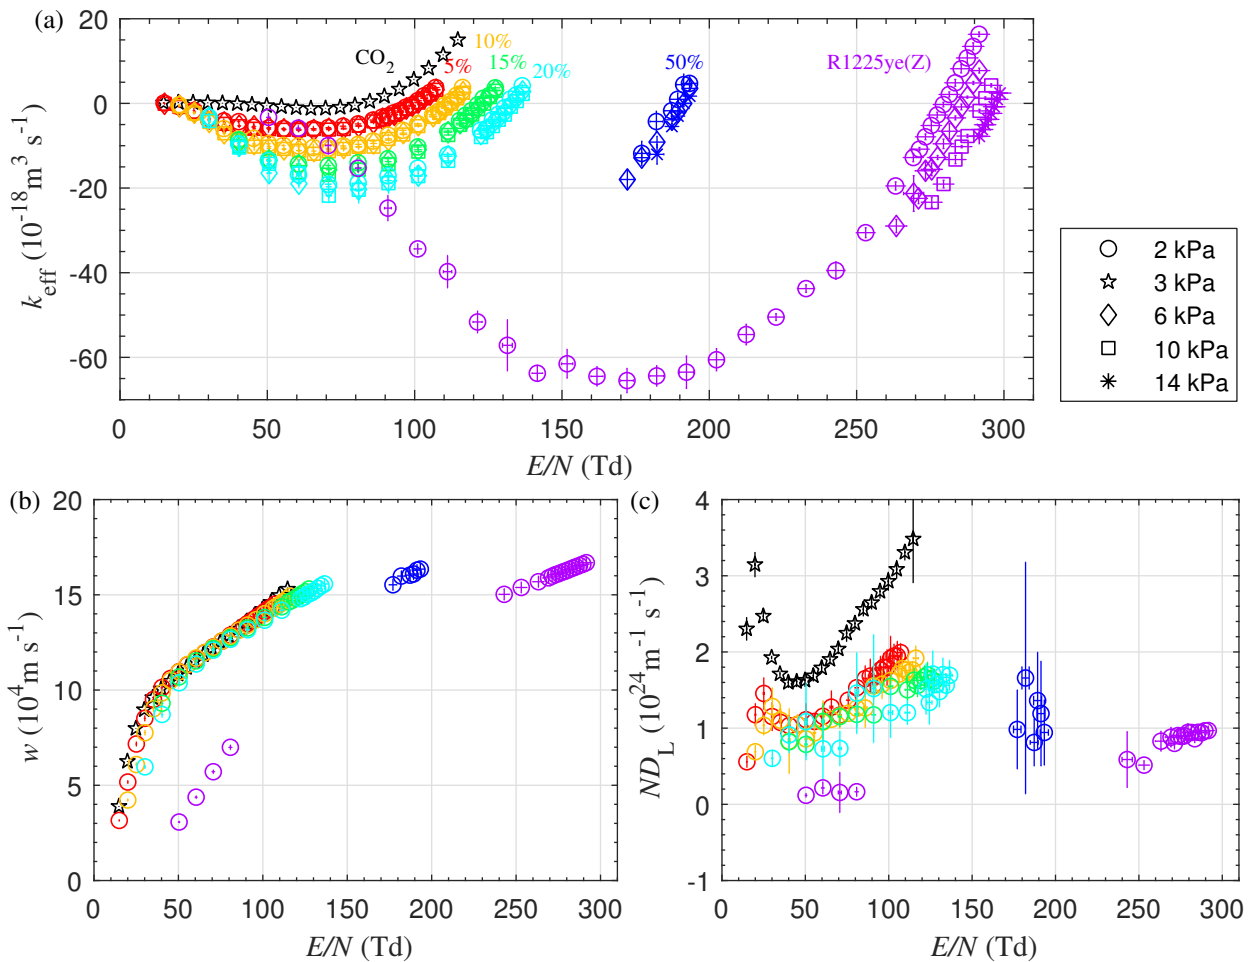 (a)
20
0
-20
-40
-60
k_eff (10^-18 m^3 s^-1)
CO_2
10%
5%
15%
20%
50%
R1225ye(Z)
0 50 100 150 200 250 300
E/N (Td)
2 kPa
3 kPa
6 kPa
10 kPa
14 kPa
(b)
20
15
10
5
0
w (10^4 m s^-1)
0 50 100 150 200 250 300
E/N (Td)
(c)
4
3
2
1
0
-1
ND_L (10^24 m^-1 s^-1)
0 50 100 150 200 250 300
E/N (Td)